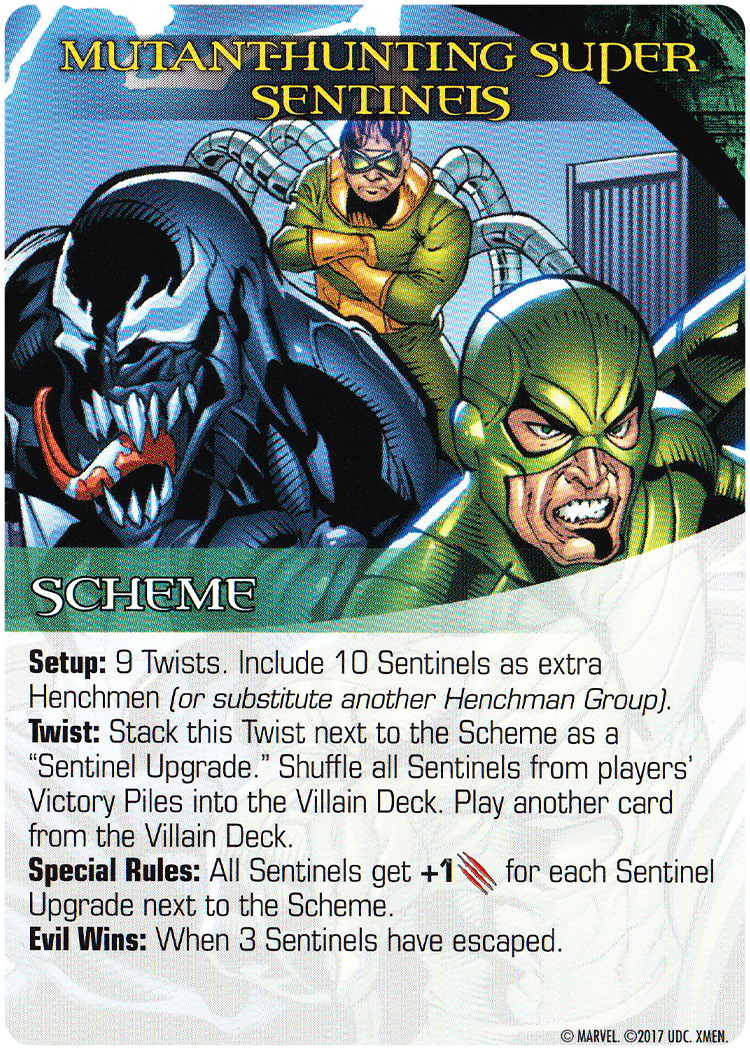 MUTANT-HUNTING SUPER
SENTINELS
SCHEME
Setup: 9 Twists. Include 10 Sentinels as extra
Henchmen (or substitute another Henchman Group).
Twist: Stack this Twist next to the Scheme as a
“Sentinel Upgrade.” Shuffle all Sentinels from players’
Victory Piles into the Villain Deck. Play another card
from the Villain Deck.
Special Rules: All Sentinels get +1 for each Sentinel
Upgrade next to the Scheme.
Evil Wins: When 3 Sentinels have escaped.
© MARVEL. ©2017 UDC. XMEN.